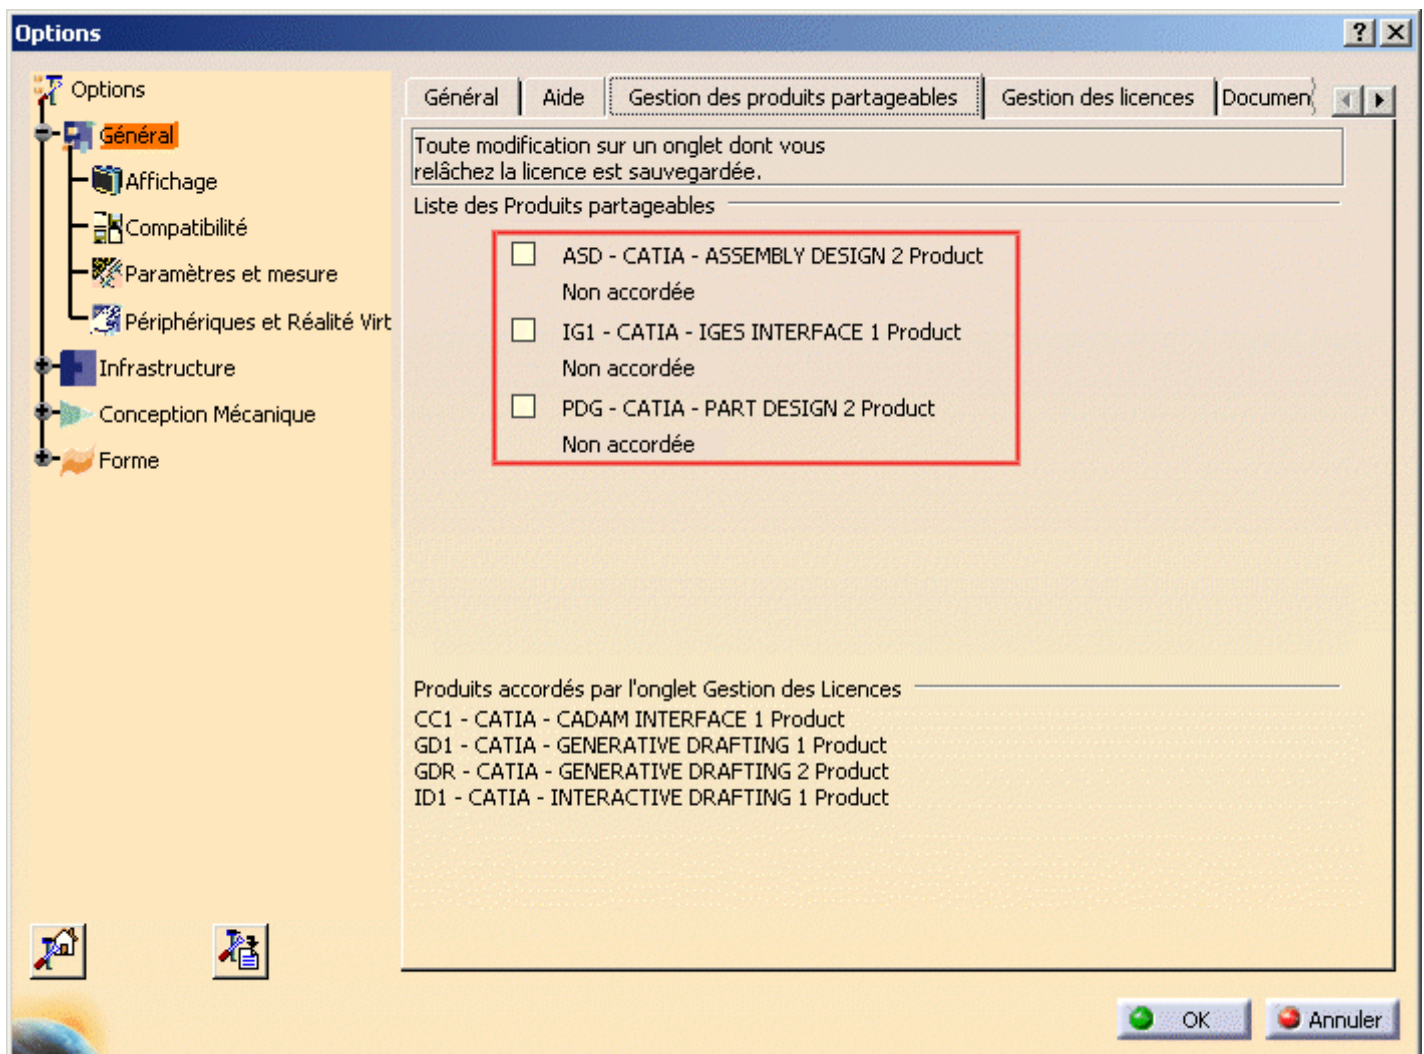 Options
Options
Général
Affichage
Compatibilité
Paramètres et mesure
Périphériques et Réalité Virt
Infrastructure
Conception Mécanique
Forme
Général Aide Gestion des produits partageables Gestion des licences Documen
Toute modification sur un onglet dont vous
relâchez la licence est sauvegardée.
Liste des Produits partageables
ASD - CATIA - ASSEMBLY DESIGN 2 Product
Non accordée
IG1 - CATIA - IGES INTERFACE 1 Product
Non accordée
PDG - CATIA - PART DESIGN 2 Product
Non accordée
Produits accordés par l'onglet Gestion des Licences
CC1 - CATIA - CADAM INTERFACE 1 Product
GD1 - CATIA - GENERATIVE DRAFTING 1 Product
GDR - CATIA - GENERATIVE DRAFTING 2 Product
ID1 - CATIA - INTERACTIVE DRAFTING 1 Product
OK Annuler